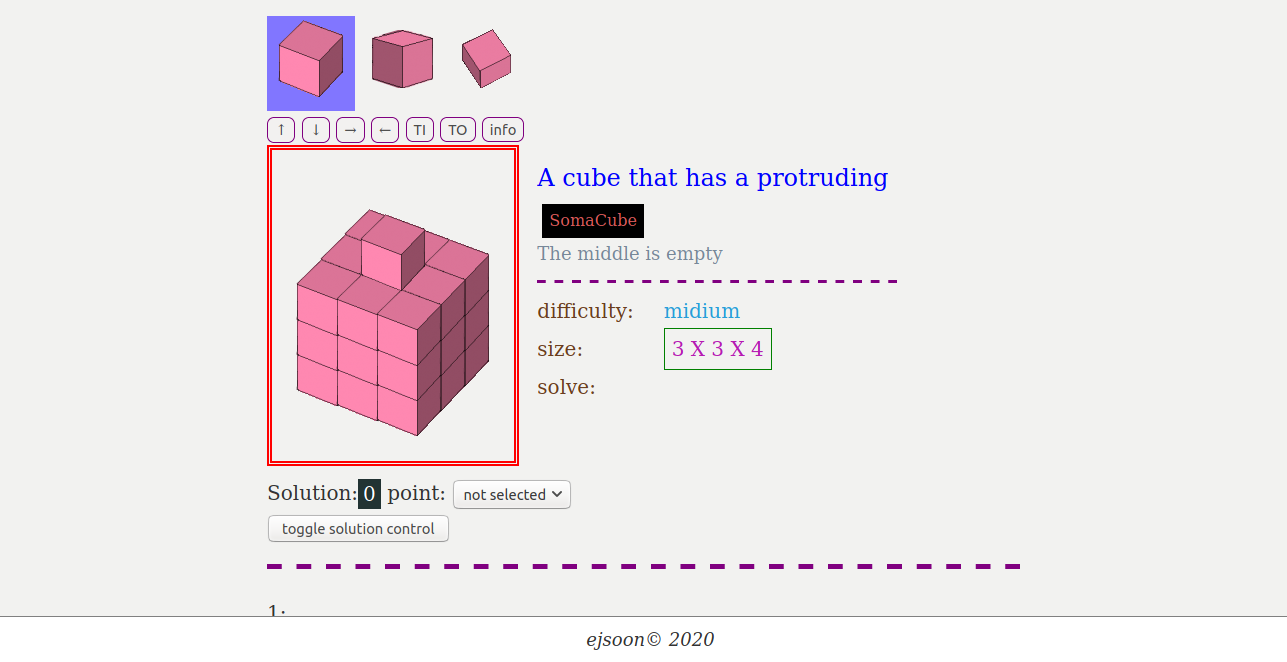 ↑ ↓ → ← TI TO info
A cube that has a protruding
SomaCube
The middle is empty
difficulty: midium
size: 3 X 3 X 4
solve:
Solution: 0 point: not selected
toggle solution control
1:
ejsoon© 2020